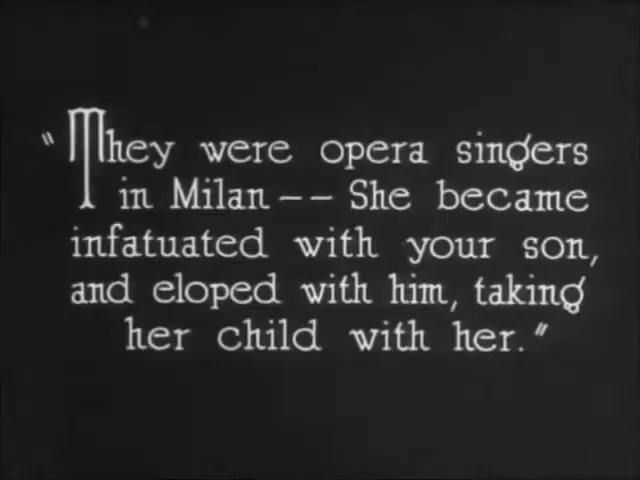 "They were opera singers
in Milan -- She became
infatuated with your son,
and eloped with him, taking
her child with her."